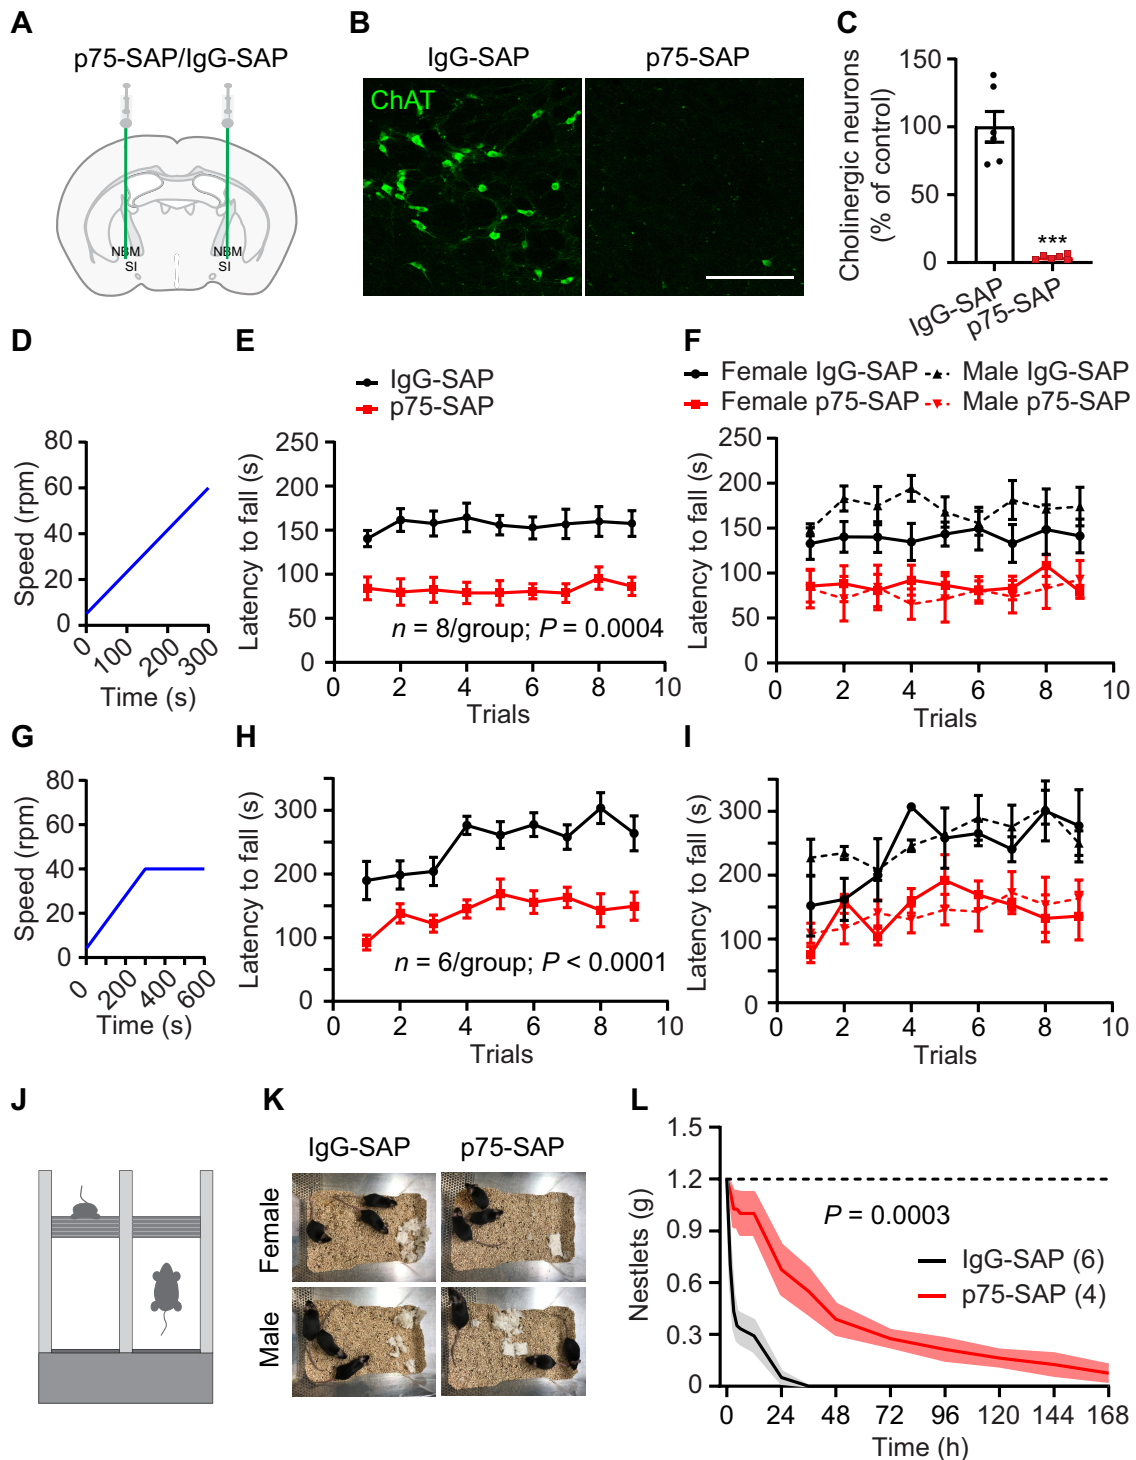 A
p75-SAP/IgG-SAP
NBM NBM
SI SI
B
IgG-SAP p75-SAP
ChAT
C
Cholinergic neurons
(% of control)
150
100
50
0
***
IgG-SAP
p75-SAP
D
Speed (rpm)
80
60
40
20
0
0 100 200 300
Time (s)
E
IgG-SAP
p75-SAP
Latency to fall (s)
250
200
150
100
50
0
n = 8/group; P = 0.0004
0 2 4 6 8 10
Trials
F
Female IgG-SAP Male IgG-SAP
Female p75-SAP Male p75-SAP
Latency to fall (s)
250
200
150
100
50
0
0 2 4 6 8 10
Trials
G
Speed (rpm)
80
60
40
20
0
0 200 400 600
Time (s)
H
Latency to fall (s)
300
200
100
0
n = 6/group; P < 0.0001
0 2 4 6 8 10
Trials
I
Latency to fall (s)
300
200
100
0
0 2 4 6 8 10
Trials
J
K
IgG-SAP p75-SAP
Female
Male
L
Nestlets (g)
1.5
1.2
0.9
0.6
0.3
0
P = 0.0003
IgG-SAP (6)
p75-SAP (4)
0 24 48 72 96 120 144 168
Time (h)